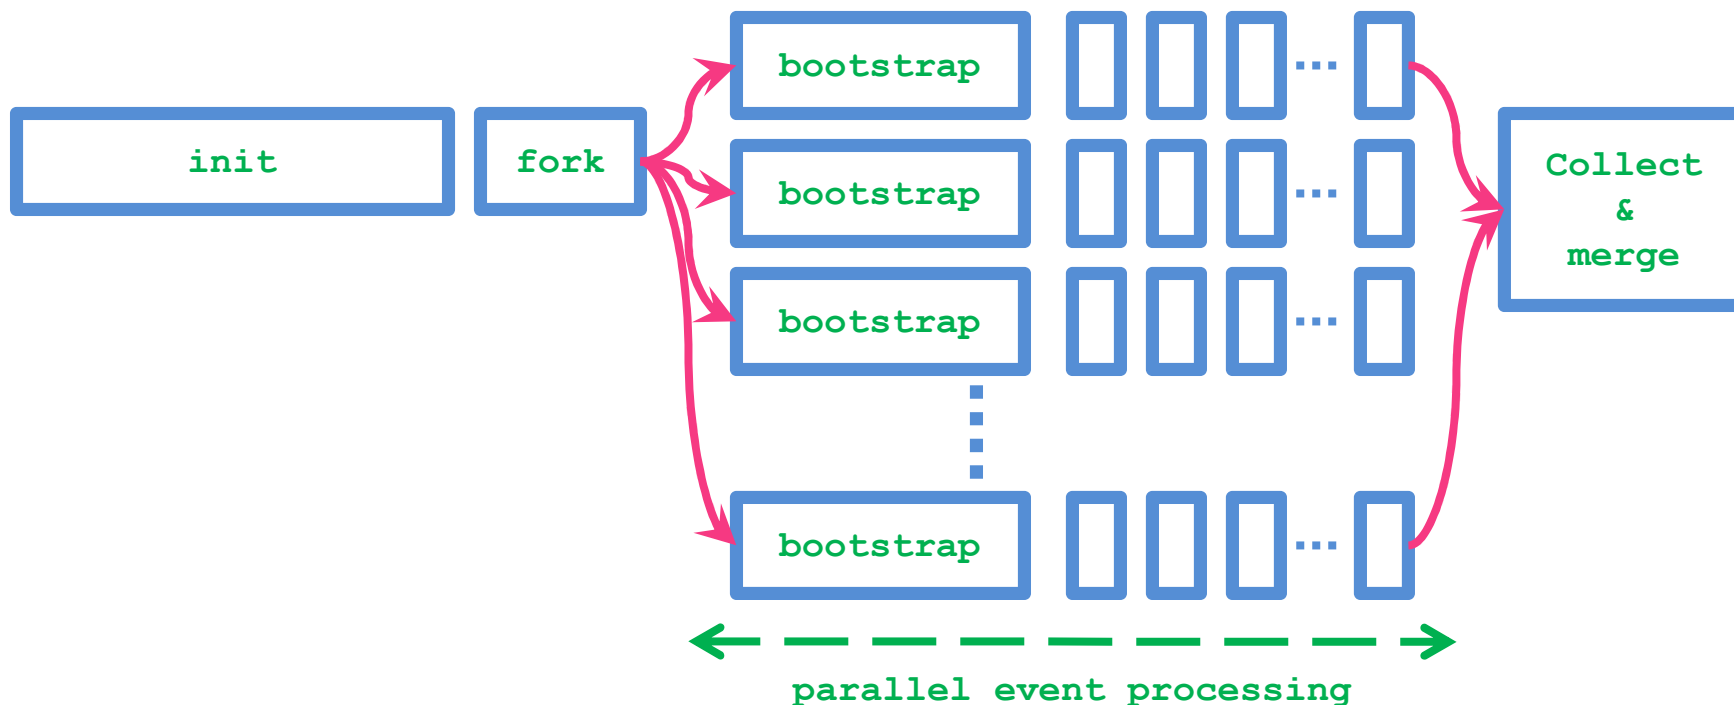 init
fork
bootstrap
bootstrap
bootstrap
bootstrap
Collect
&
merge
parallel event processing